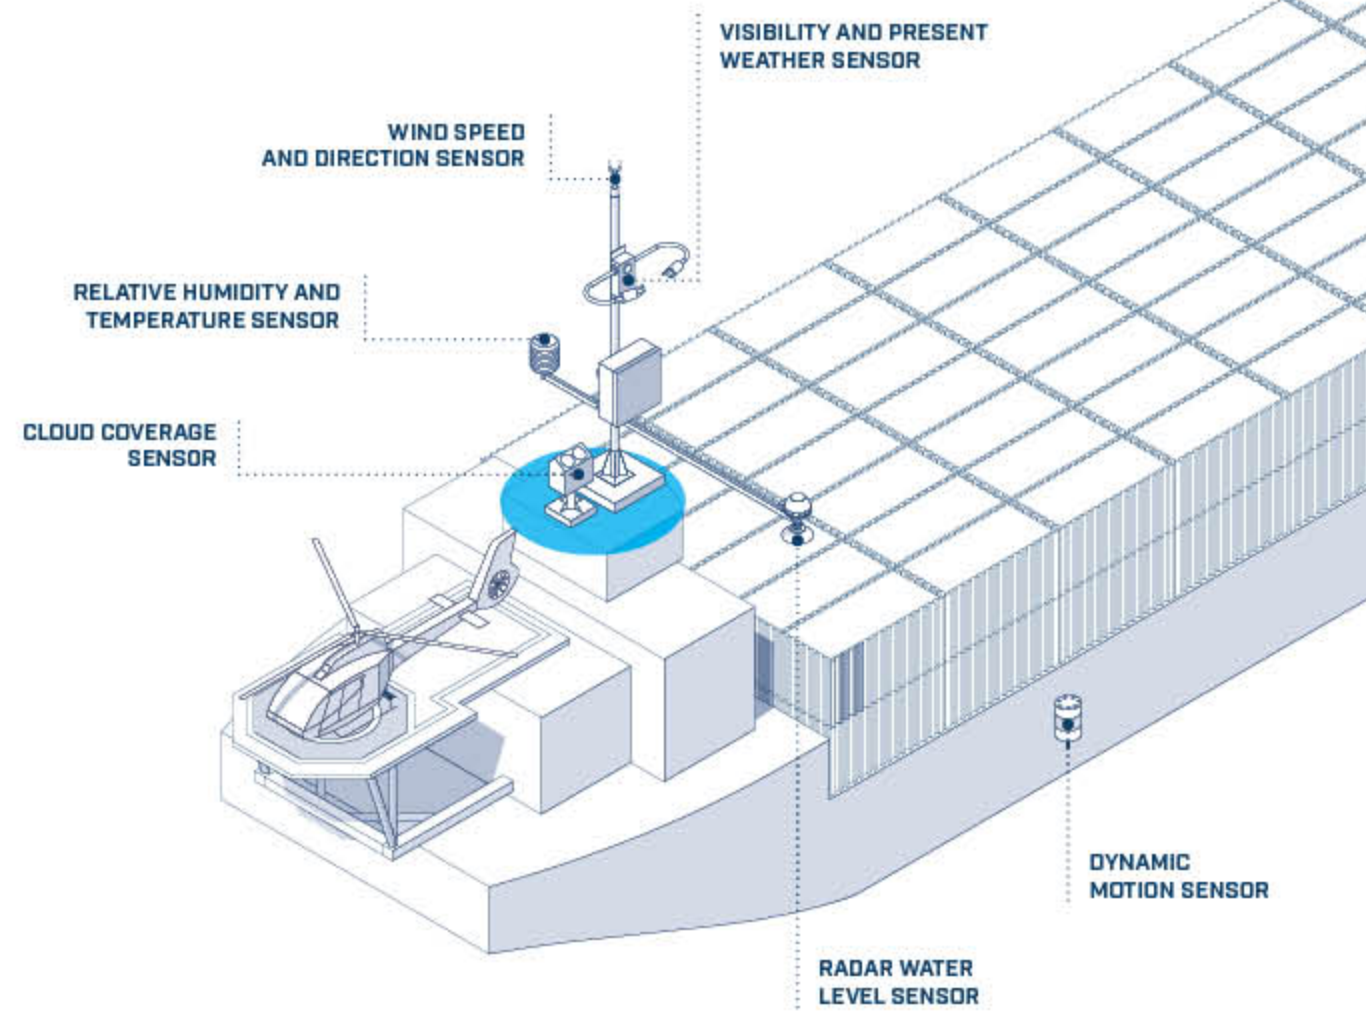 VISIBILITY AND PRESENT
WEATHER SENSOR
WIND SPEED
AND DIRECTION SENSOR
RELATIVE HUMIDITY AND
TEMPERATURE SENSOR
CLOUD COVERAGE
SENSOR
DYNAMIC
MOTION SENSOR
RADAR WATER
LEVEL SENSOR